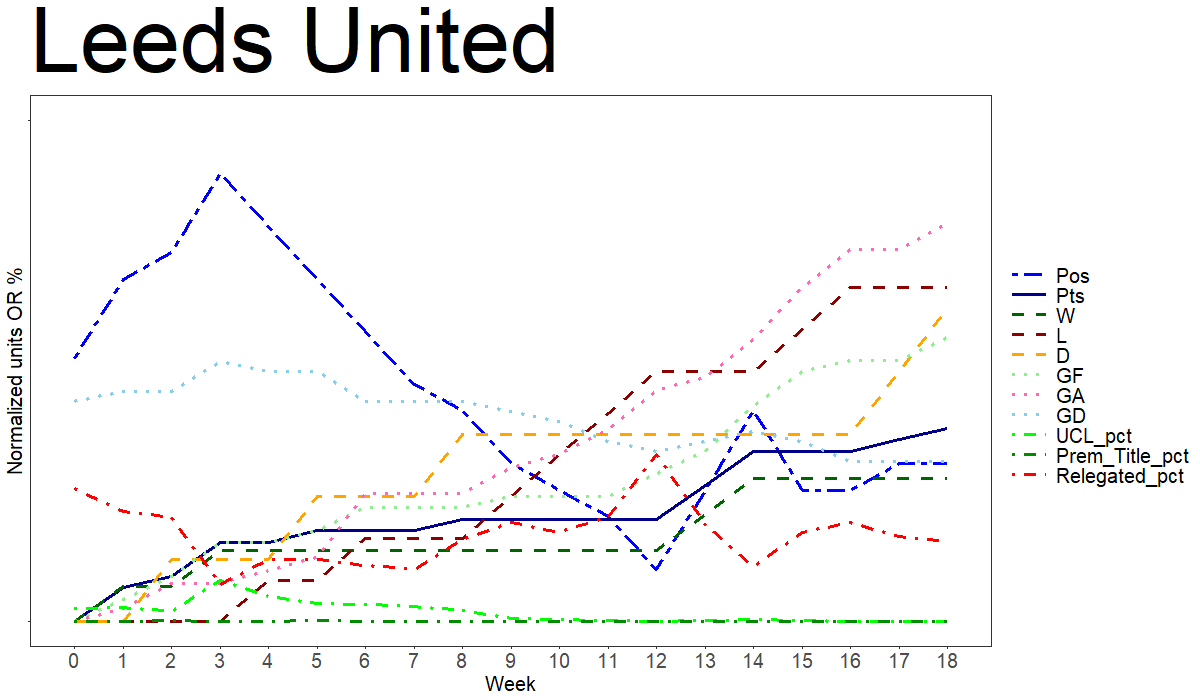 Leeds United
Normalized units OR %
0 1 2 3 4 5 6 7 8 9 10 11 12 13 14 15 16 17 18
Week
Pos
Pts
W
L
D
GF
GA
GD
UCL_pct
Prem_Title_pct
Relegated_pct